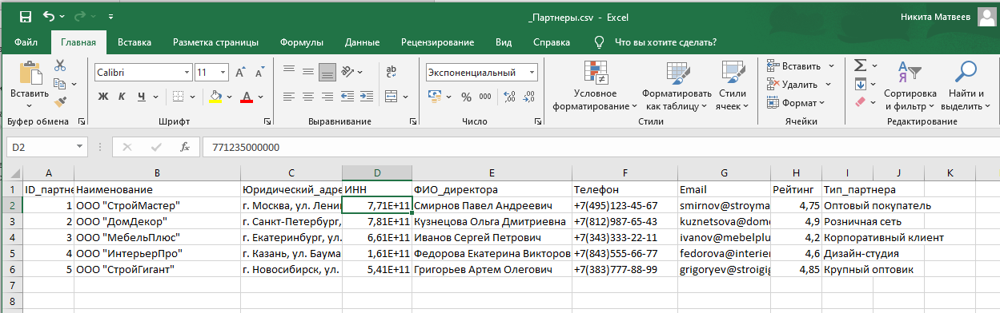 _Партнеры.csv - Excel
Никита Матвеев
Файл Главная Вставка Разметка страницы Формулы Данные Рецензирование Вид Справка Что вы хотите сделать?
Вставить
Буфер обмена
Calibri 11
Ж К Ч
Шрифт
ab
Выравнивание
Экспоненциальный
% 000
Число
Условное форматирование
Форматировать как таблицу
Стили ячеек
Стили
Вставить
Удалить
Формат
Ячейки
Сортировка и фильтр
Найти и выделить
Редактирование
D2 fx 771235000000
A B C D E F G H I J K
1 ID_партне Наименование Юридический_адре ИНН ФИО_директора Телефон Email Рейтинг Тип_партнера
2 1 ООО "СтройМастер" г. Москва, ул. Лени 7,71E+11 Смирнов Павел Андреевич +7(495)123-45-67 smirnov@stroyma 4,75 Оптовый покупатель
3 2 ООО "ДомДекор" г. Санкт-Петербург, 7,81E+11 Кузнецова Ольга Дмитриевна +7(812)987-65-43 kuznetsova@dome 4,9 Розничная сеть
4 3 ООО "МебельПлюс" г. Екатеринбург, ул. 6,61E+11 Иванов Сергей Петрович +7(343)333-22-11 ivanov@mebelplu 4,2 Корпоративный клиент
5 4 ООО "ИнтерьерПро" г. Казань, ул. Баума 1,61E+11 Федорова Екатерина Викторов +7(843)555-66-77 fedorova@interier 4,6 Дизайн-студия
6 5 ООО "СтройГигант" г. Новосибирск, ул. 5,41E+11 Григорьев Артем Олегович +7(383)777-88-99 grigoryev@stroigig 4,85 Крупный оптовик
7
8